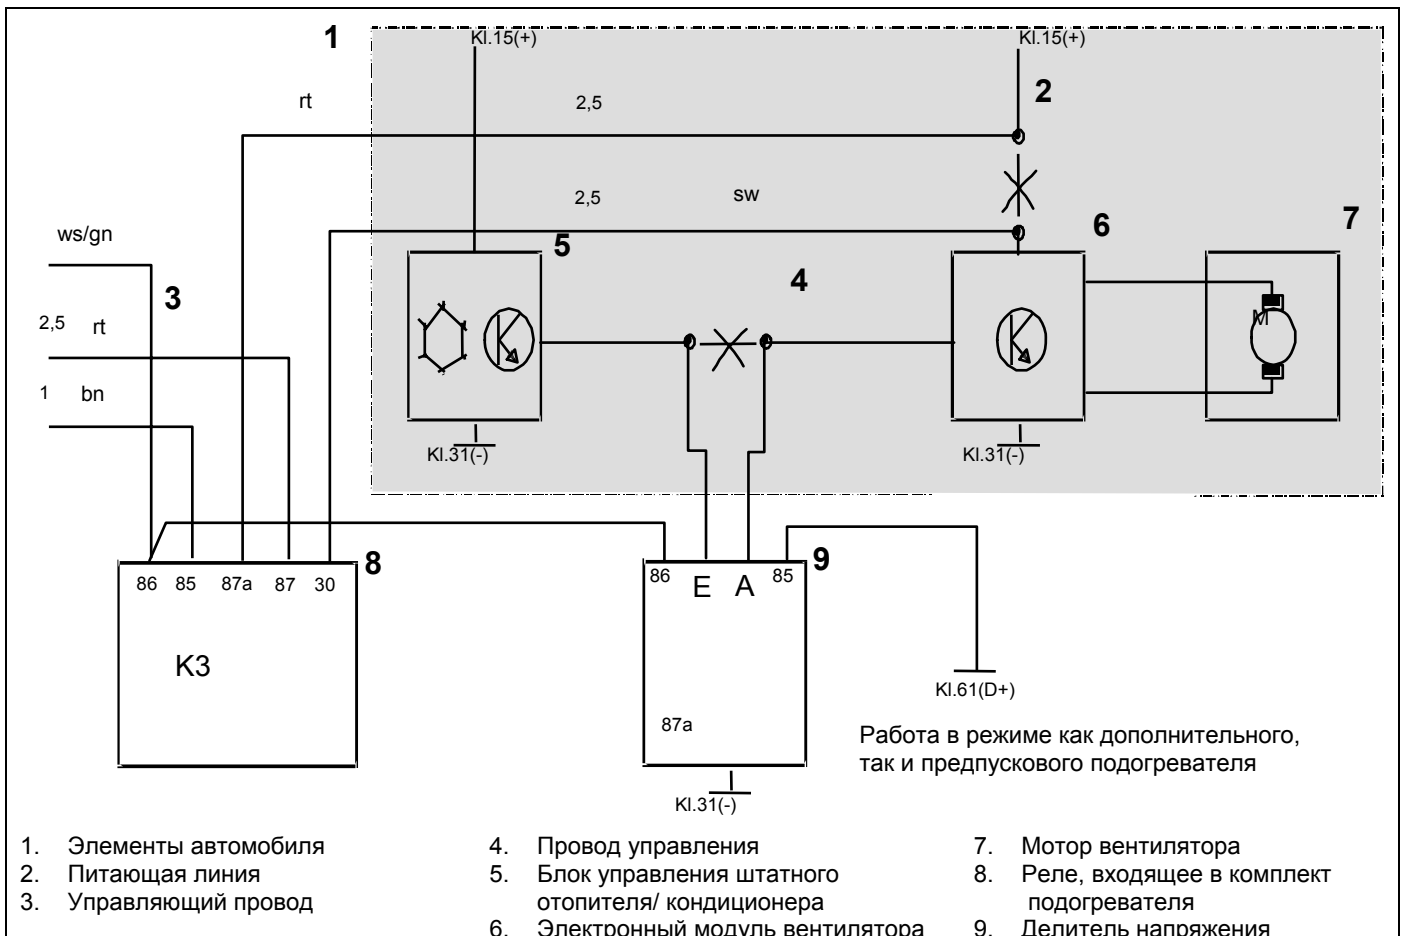 1
Kl.15(+)
Kl.15(+)
2
rt
2,5
2,5
sw
6
7
ws/gn
5
3
4
2,5 rt
M
1 bn
Kl.31(-)
Kl.31(-)
8
9
86 85 87a 87 30
86 E A 85
K3
Kl.61(D+)
87a
Работа в режиме как дополнительного,
так и предпускового подогревателя
Kl.31(-)
1. Элементы автомобиля
2. Питающая линия
3. Управляющий провод
4. Провод управления
5. Блок управления штатного
отопителя/ кондиционера
6. Электронный модуль вентилятора
7. Мотор вентилятора
8. Реле, входящее в комплект
подогревателя
9. Делитель напряжения